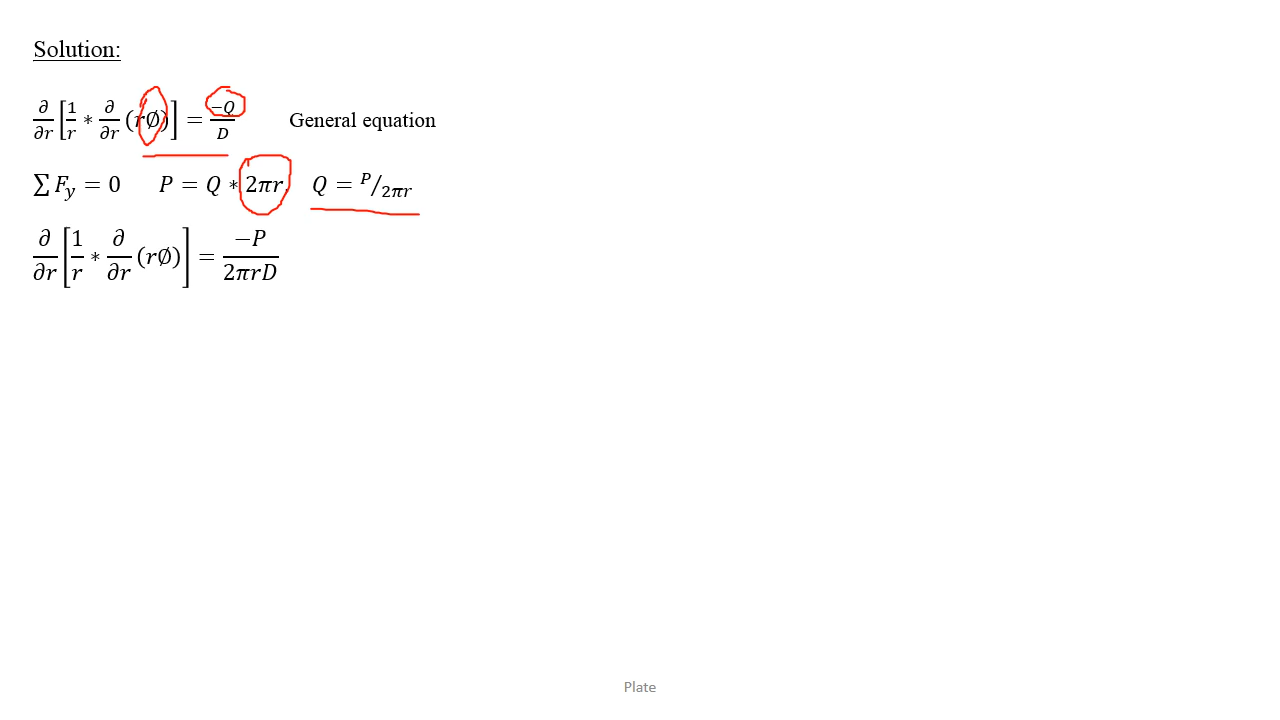 Solution:
∂/∂r [1/r * ∂/∂r (r∅)] = −Q/D General equation
∑ F_y = 0 P = Q * 2πr Q = P/2πr
∂/∂r [1/r * ∂/∂r (r∅)] = −P/2πrD
Plate